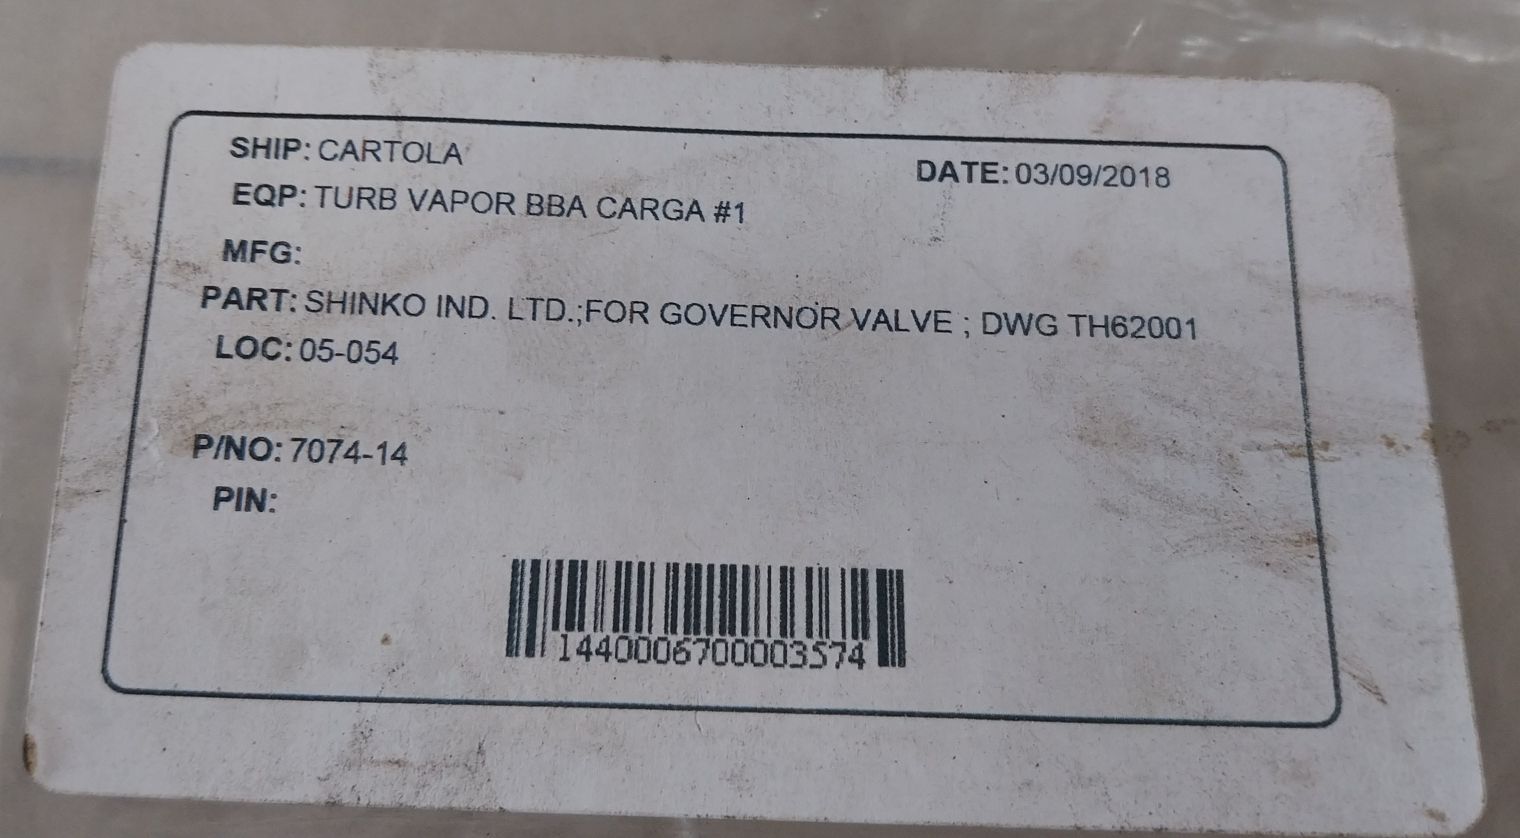 SHIP: CARTOLA
DATE: 03/09/2018
EQP: TURB VAPOR BBA CARGA #1
MFG:
PART: SHINKO IND. LTD.;FOR GOVERNOR VALVE ; DWG TH62001
LOC: 05-054
P/NO: 7074-14
PIN:
1440006700003574